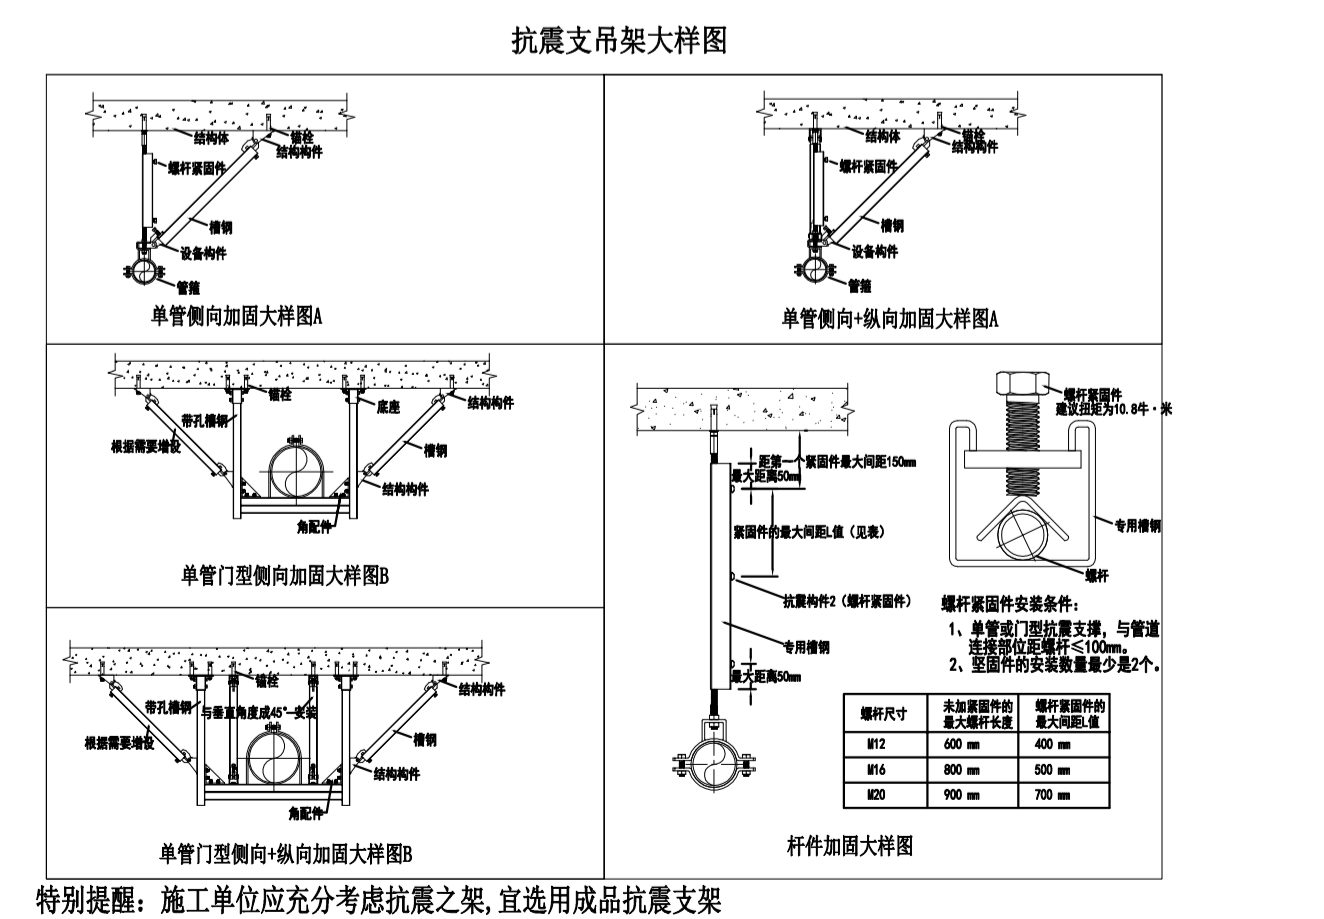 抗震支吊架大样图
结构体
锚栓
结构构件
螺杆紧固件
槽钢
设备构件
管箍
单管侧向加固大样图A
结构体
锚栓
结构构件
螺杆紧固件
槽钢
设备构件
管箍
单管侧向+纵向加固大样图A
锚栓
底座
结构构件
带孔槽钢
根据需要增设
槽钢
结构构件
角配件
单管门型侧向加固大样图B
锚栓
结构构件
带孔槽钢
与垂直角度成45°安装
根据需要增设
槽钢
结构构件
角配件
单管门型侧向+纵向加固大样图B
距第一个紧固件最大间距150mm
最大距离50mm
紧固件的最大间距L值（见表）
抗震构件2（螺杆紧固件）
专用槽钢
最大距离50mm
杆件加固大样图
螺杆紧固件
建议扭矩为10.8牛·米
专用槽钢
螺杆
螺杆紧固件安装条件：
1、单管或门型抗震支撑，与管道
连接部位距螺杆≤100mm。
2、坚固件的安装数量最少是2个。
螺杆尺寸 未加紧固件的最大螺杆长度 螺杆紧固件的最大间距L值
M12 600 mm 400 mm
M16 800 mm 500 mm
M20 900 mm 700 mm
特别提醒：施工单位应充分考虑抗震之架,宜选用成品抗震支架